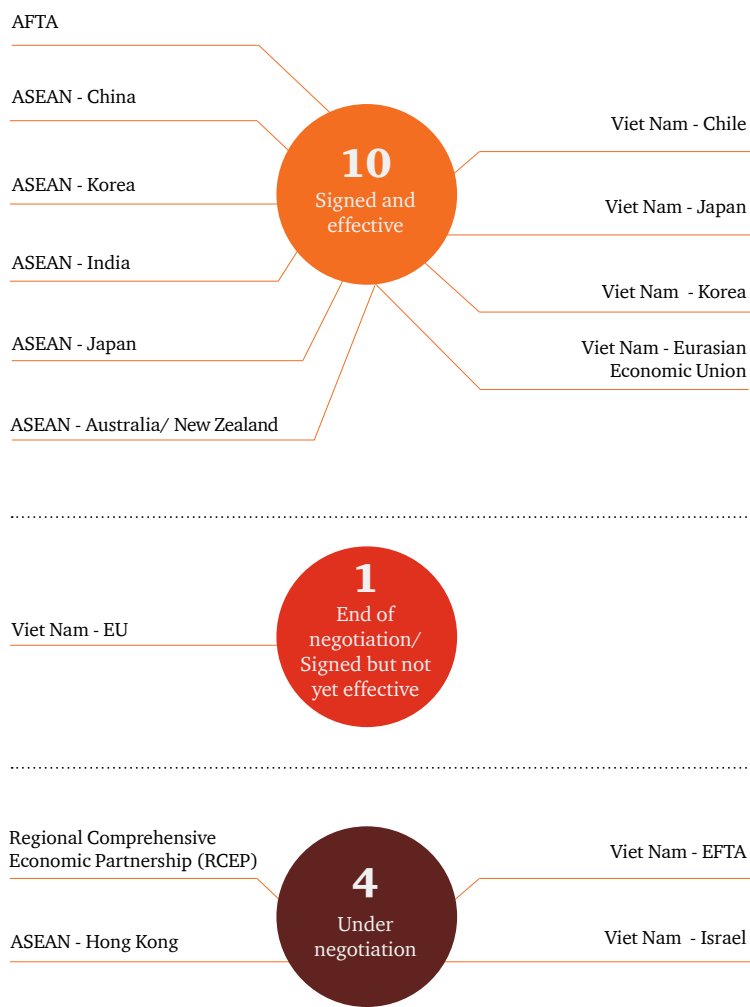 AFTA
ASEAN - China
ASEAN - Korea
ASEAN - India
ASEAN - Japan
ASEAN - Australia/ New Zealand
10
Signed and
effective
Viet Nam - Chile
Viet Nam - Japan
Viet Nam  - Korea
Viet Nam - Eurasian
Economic Union
Viet Nam - EU
1
End of
negotiation/
Signed but not
yet effective
Regional Comprehensive
Economic Partnership (RCEP)
ASEAN - Hong Kong
4
Under
negotiation
Viet Nam - EFTA
Viet Nam  - Israel